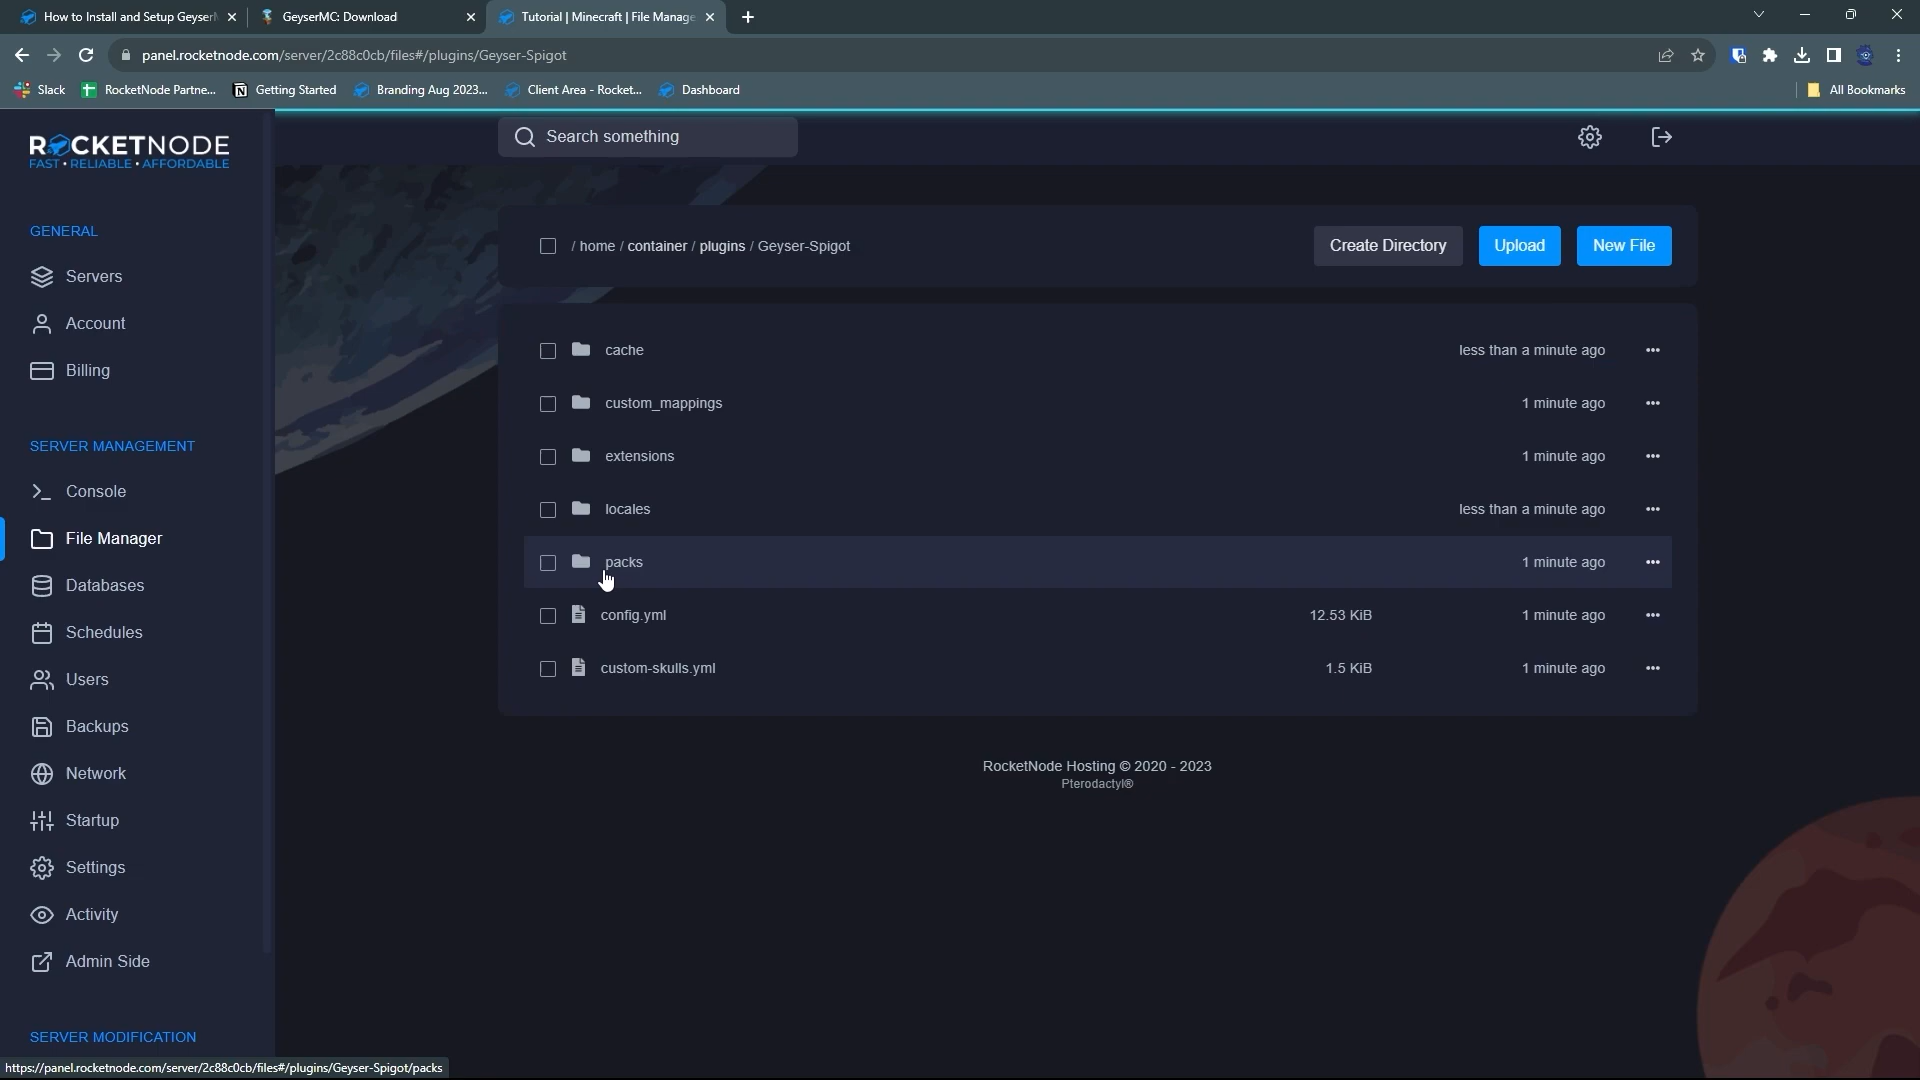 How to Install and Setup Geyser
GeyserMC: Download
Tutorial | Minecraft | File Manage
panel.rocketnode.com/server/2c88c0cb/files#/plugins/Geyser-Spigot
Slack
RocketNode Partne...
Getting Started
Branding Aug 2023...
Client Area - Rocket...
Dashboard
All Bookmarks
ROCKETNODE
FAST • RELIABLE • AFFORDABLE
Search something
GENERAL
Servers
Account
Billing
SERVER MANAGEMENT
Console
File Manager
Databases
Schedules
Users
Backups
Network
Startup
Settings
Activity
Admin Side
SERVER MODIFICATION
/ home / container / plugins / Geyser-Spigot
Create Directory
Upload
New File
cache less than a minute ago
custom_mappings 1 minute ago
extensions 1 minute ago
locales less than a minute ago
packs 1 minute ago
config.yml 12.53 KiB 1 minute ago
custom-skulls.yml 1.5 KiB 1 minute ago
RocketNode Hosting © 2020 - 2023
Pterodactyl®
https://panel.rocketnode.com/server/2c88c0cb/files#/plugins/Geyser-Spigot/packs